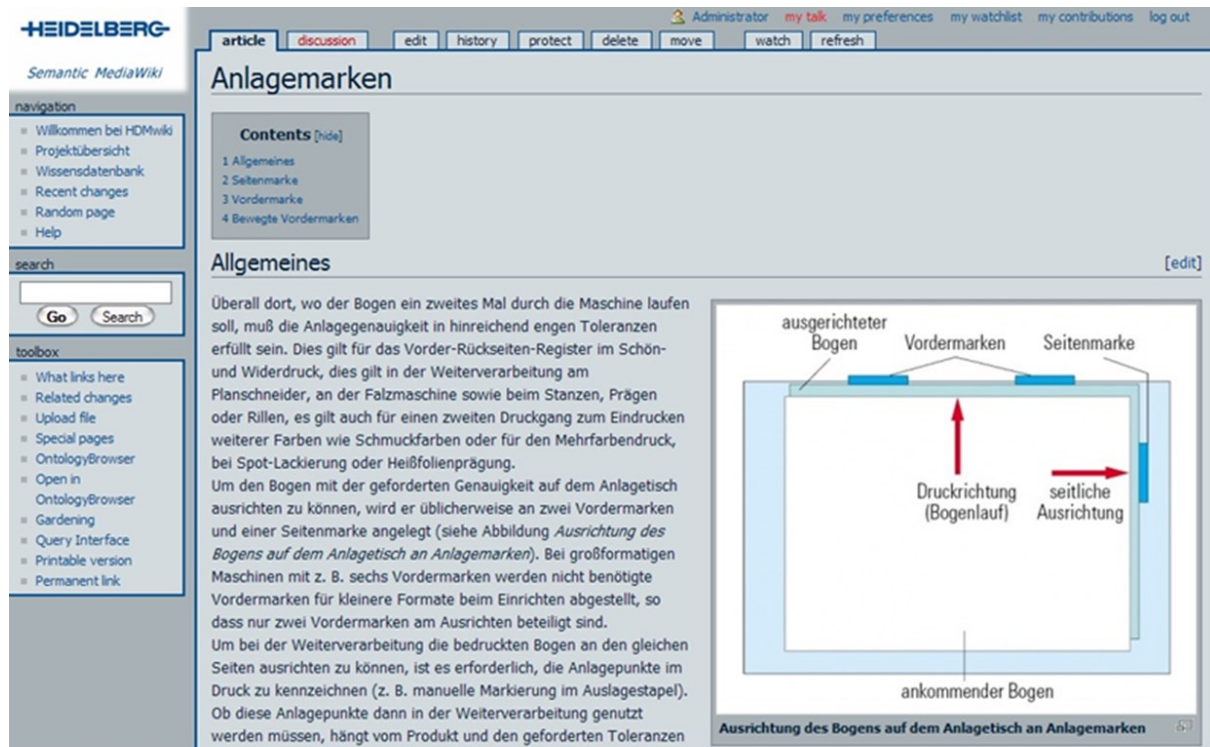 HEIDELBERG
Semantic MediaWiki
Administrator my talk my preferences my watchlist my contributions log out
article discussion edit history protect delete move watch refresh
navigation
Willkommen bei HDMwiki
Projektübersicht
Wissensdatenbank
Recent changes
Random page
Help
search
Go Search
toolbox
What links here
Related changes
Upload file
Special pages
OntologyBrowser
Open in
OntologyBrowser
Gardening
Query Interface
Printable version
Permanent link
Anlagemarken
Contents [hide]
1 Allgemeines
2 Seitenmarke
3 Vordermarke
4 Bewegte Vordermarken
Allgemeines [edit]
Überall dort, wo der Bogen ein zweites Mal durch die Maschine laufen
soll, muß die Anlagegenauigkeit in hinreichend engen Toleranzen
erfüllt sein. Dies gilt für das Vorder-Rückseiten-Register im Schön-
und Widerdruck, dies gilt in der Weiterverarbeitung am
Planschneider, an der Falzmaschine sowie beim Stanzen, Prägen
oder Rillen, es gilt auch für einen zweiten Druckgang zum Eindrucken
weiterer Farben wie Schmuckfarben oder für den Mehrfarbendruck,
bei Spot-Lackierung oder Heißfolienprägung.
Um den Bogen mit der geforderten Genauigkeit auf dem Anlagetisch
ausrichten zu können, wird er üblicherweise an zwei Vordermarken
und einer Seitenmarke angelegt (siehe Abbildung Ausrichtung des
Bogens auf dem Anlagetisch an Anlagemarken). Bei großformatigen
Maschinen mit z. B. sechs Vordermarken werden nicht benötigte
Vordermarken für kleinere Formate beim Einrichten abgestellt, so
dass nur zwei Vordermarken am Ausrichten beteiligt sind.
Um bei der Weiterverarbeitung die bedruckten Bogen an den gleichen
Seiten ausrichten zu können, ist es erforderlich, die Anlagepunkte im
Druck zu kennzeichnen (z. B. manuelle Markierung im Auslagestapel).
Ob diese Anlagepunkte dann in der Weiterverarbeitung genutzt
werden müssen, hängt vom Produkt und den geforderten Toleranzen
ausgerichteter
Bogen
Vordermarken
Seitenmarke
Druckrichtung
(Bogenlauf)
seitliche
Ausrichtung
ankommender Bogen
Ausrichtung des Bogens auf dem Anlagetisch an Anlagemarken